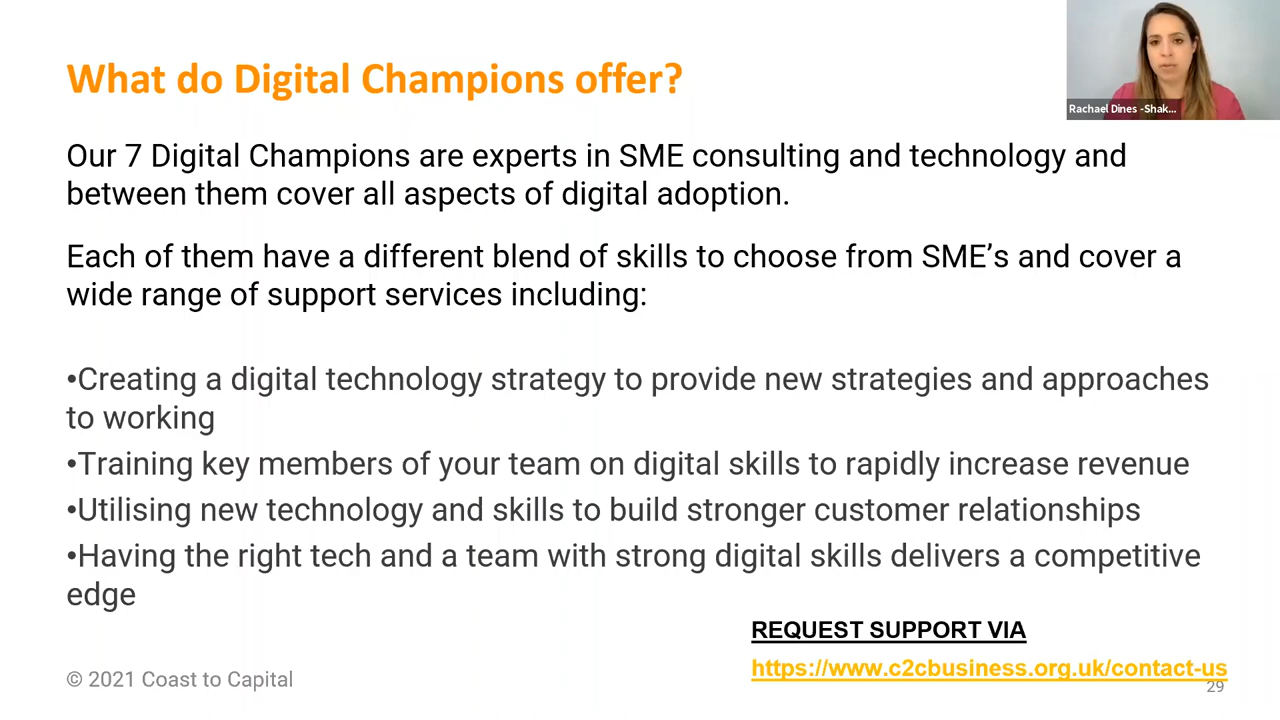 What do Digital Champions offer?
Rachael Dines -Shak...
Our 7 Digital Champions are experts in SME consulting and technology and
between them cover all aspects of digital adoption.
Each of them have a different blend of skills to choose from SME’s and cover a
wide range of support services including:
•Creating a digital technology strategy to provide new strategies and approaches
to working
•Training key members of your team on digital skills to rapidly increase revenue
•Utilising new technology and skills to build stronger customer relationships
•Having the right tech and a team with strong digital skills delivers a competitive
edge
REQUEST SUPPORT VIA
https://www.c2cbusiness.org.uk/contact-us
© 2021 Coast to Capital
29